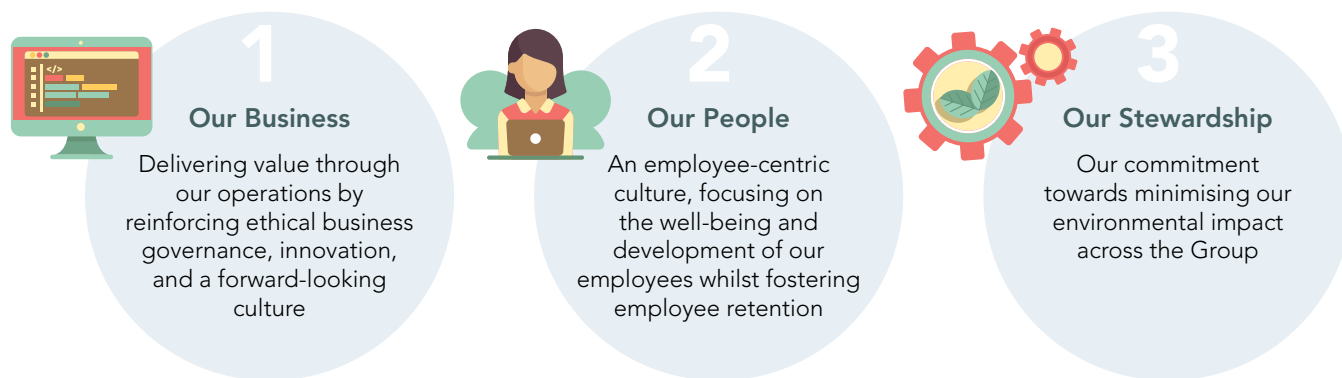 1
Our Business
Delivering value through
our operations by
reinforcing ethical business
governance, innovation,
and a forward-looking
culture
</>
2
Our People
An employee-centric
culture, focusing on
the well-being and
development of our
employees whilst fostering
employee retention
3
Our Stewardship
Our commitment
towards minimising our
environmental impact
across the Group